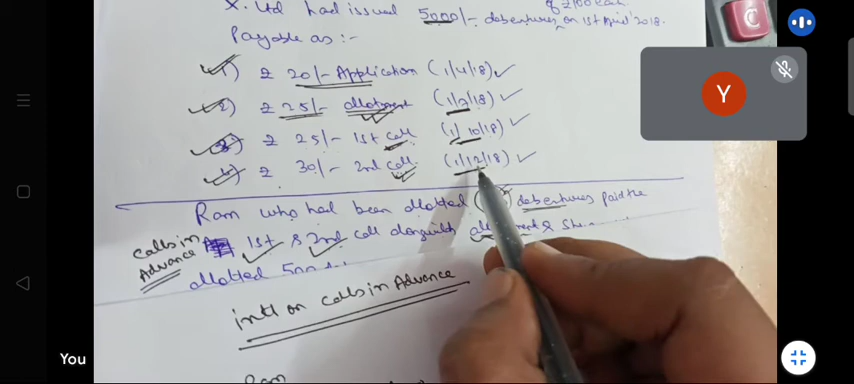 of ₹100 each.
X. Ltd had issued 5000/- debentures on 1st April 2018.
Payable as :-
1) ₹ 20/- Application (1/4/18)
2) ₹ 25/- allotment (1/7/18)
3) ₹ 25/- 1st call (1/10/18)
4) ₹ 30/- 2nd call. (1/12/18)
Ram who had been allotted debentures paid the
Calls in Advance
1st & 2nd call alongwith &
allotted 500
intt on calls in Advance
Ram
C
Y
You